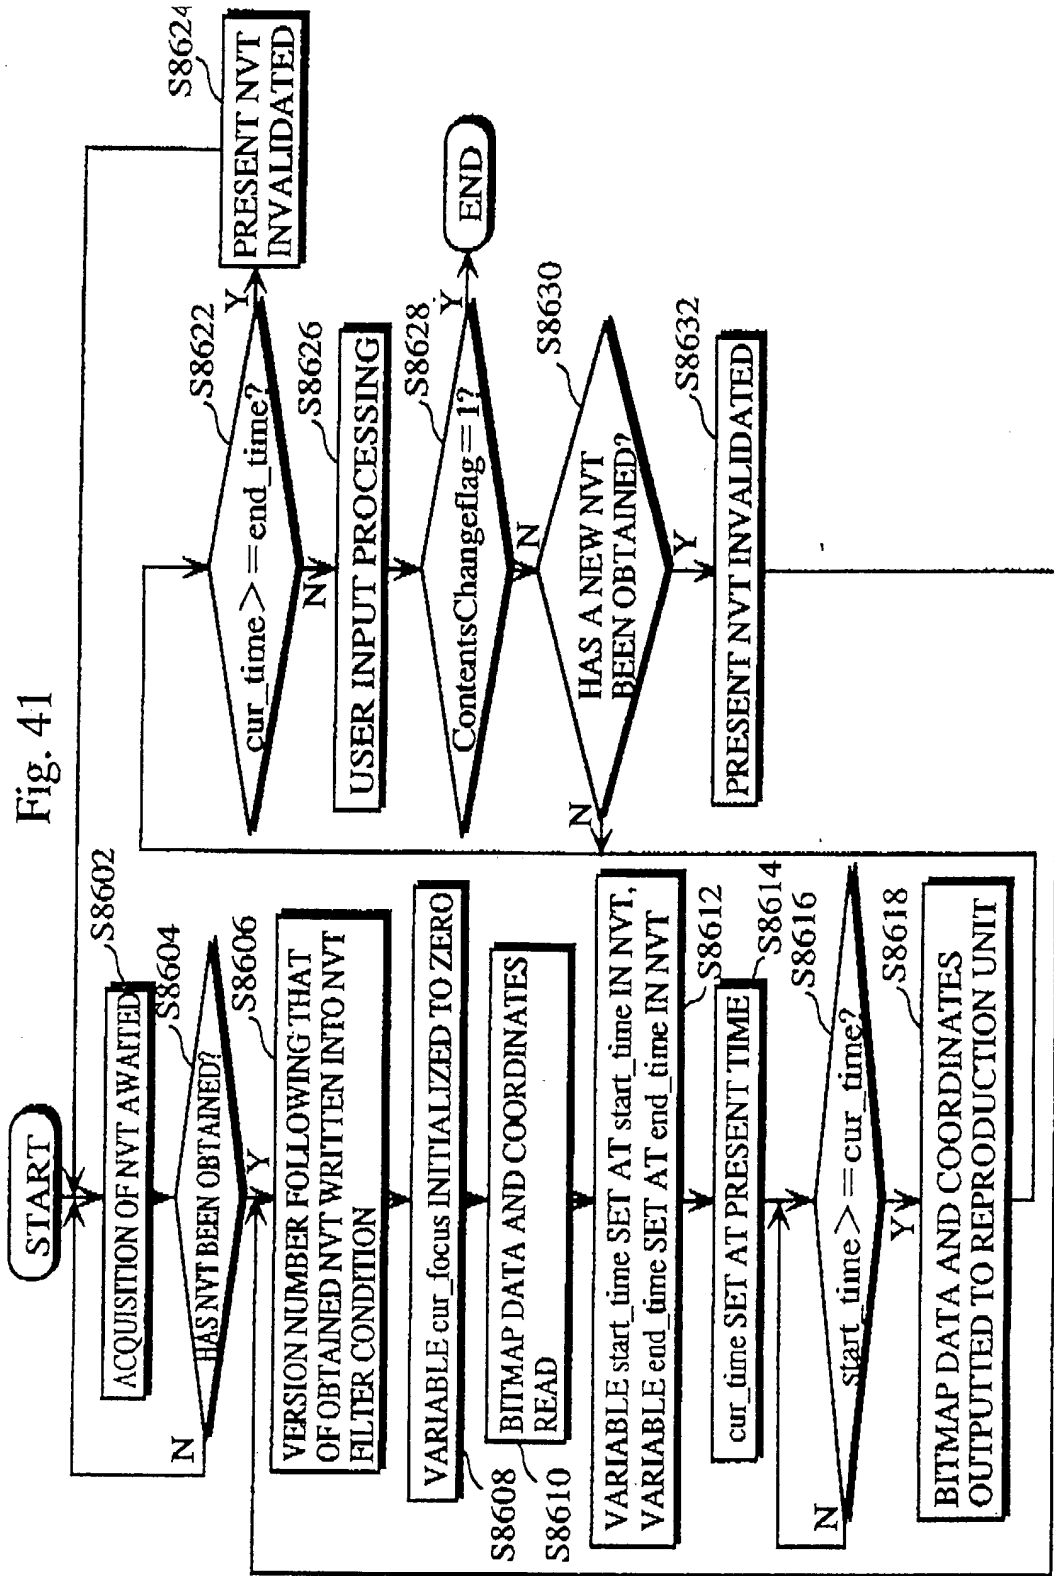 Fig. 41
START
ACQUISITION OF NVT AWAITED
S8602
HAS NVT BEEN OBTAINED?
S8604
N
Y
VERSION NUMBER FOLLOWING THAT
OF OBTAINED NVT WRITTEN INTO NVT
FILTER CONDITION
S8606
VARIABLE cur_focus INITIALIZED TO ZERO
S8608
BITMAP DATA AND COORDINATES
READ
S8610
VARIABLE start_time SET AT start_time IN NVT,
VARIABLE end_time SET AT end_time IN NVT
S8612
cur_time SET AT PRESENT TIME
S8614
start_time>=cur_time?
S8616
N
Y
BITMAP DATA AND COORDINATES
OUTPUTTED TO REPRODUCTION UNIT
S8618
cur_time>=end_time?
S8622
Y
N
PRESENT NVT
INVALIDATED
S8624
USER INPUT PROCESSING
S8626
ContentsChangeflag==1?
S8628
Y
N
END
HAS A NEW NVT
BEEN OBTAINED?
S8630
N
Y
PRESENT NVT INVALIDATED
S8632